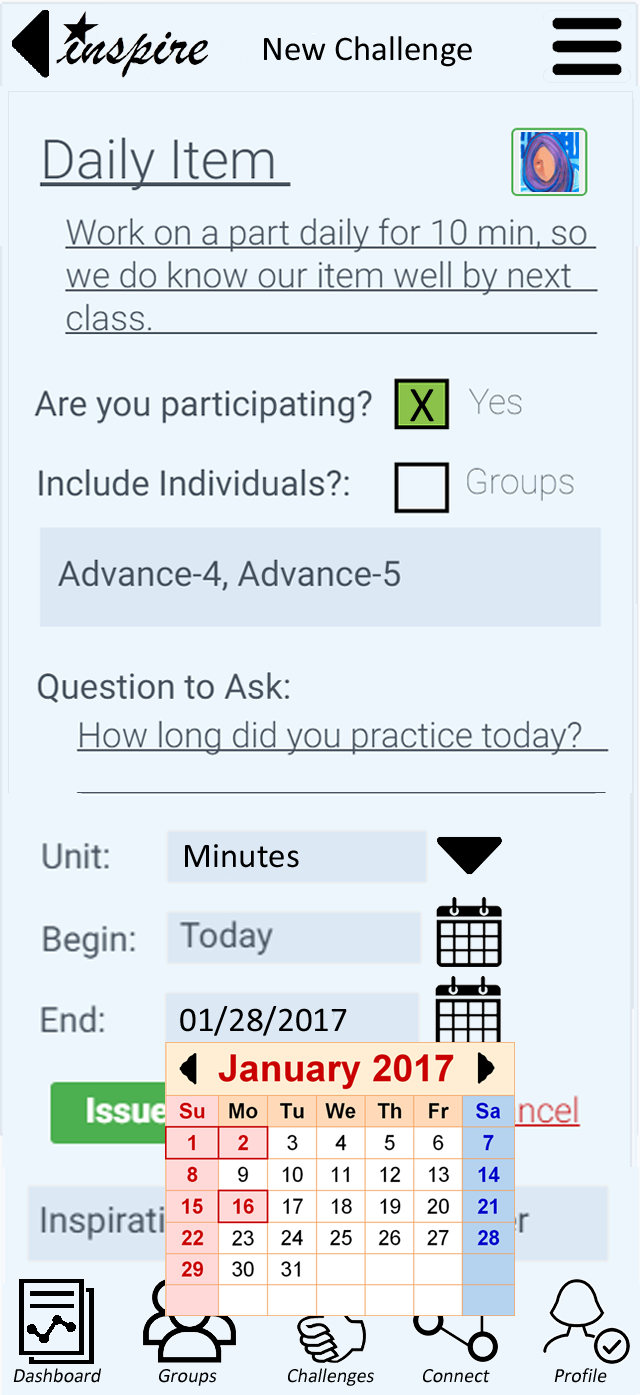 inspire New Challenge
Daily Item
Work on a part daily for 10 min, so
we do know our item well by next
class.
Are you participating? X Yes
Include Individuals?: Groups
Advance-4, Advance-5
Question to Ask:
How long did you practice today?
Unit: Minutes
Begin: Today
End: 01/28/2017
January 2017
Issue ncel
Su Mo Tu We Th Fr Sa
1 2 3 4 5 6 7
8 9 10 11 12 13 14
15 16 17 18 19 20 21
Inspirati er
22 23 24 25 26 27 28
29 30 31
Dashboard Groups Challenges Connect Profile